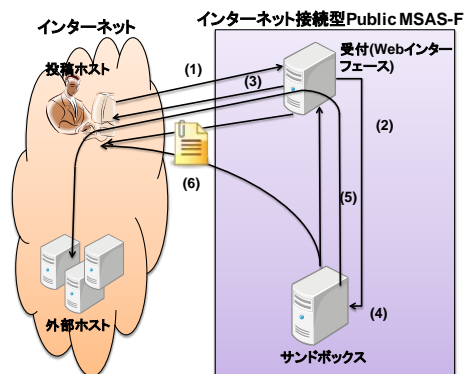 インターネット
インターネット接続型Public MSAS-F
投稿ホスト
受付(Webインター
フェース)
(1)
(3)
(2)
(6)
(5)
(4)
外部ホスト
サンドボックス